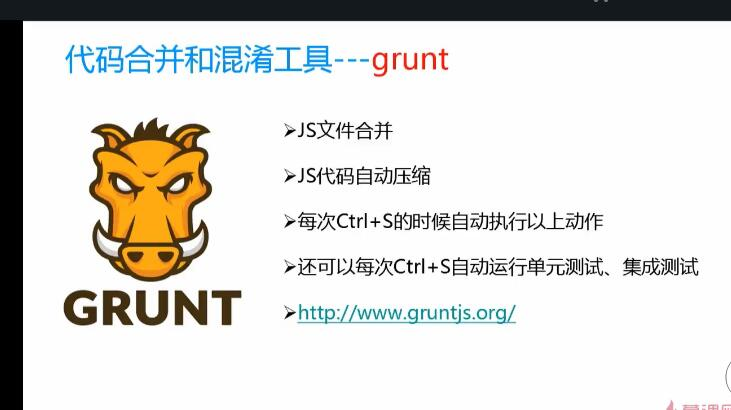 代码合并和混淆工具---grunt
➢JS文件合并
➢JS代码自动压缩
➢每次Ctrl+S的时候自动执行以上动作
➢还可以每次Ctrl+S自动运行单元测试、集成测试
➢http://www.gruntjs.org/
GRUNT